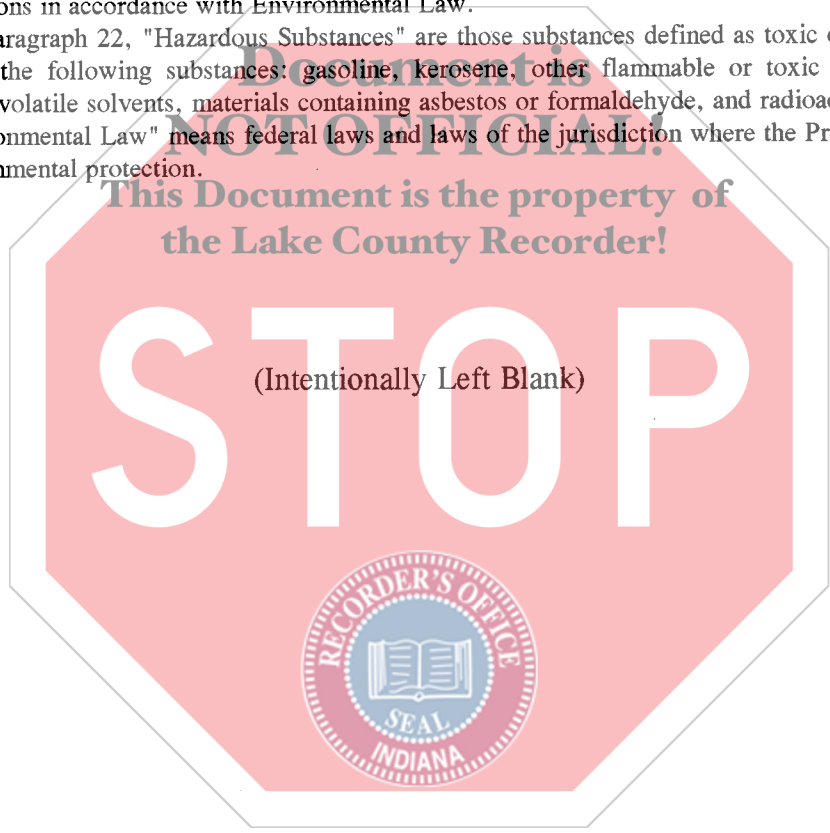 ons in accordance with Environmental Law.
aragraph 22, "Hazardous Substances" are those substances defined as toxic
the following substances: gasoline, kerosene, other flammable or toxic
volatile solvents, materials containing asbestos or formaldehyde, and radioac
onmental Law" means federal laws and laws of the jurisdiction where the Pr
nmental protection.
Document is
NOT OFFICIAL!
This Document is the property of
the Lake County Recorder!
STOP
(Intentionally Left Blank)
RECORDER'S OFFICE
SEAL
INDIANA